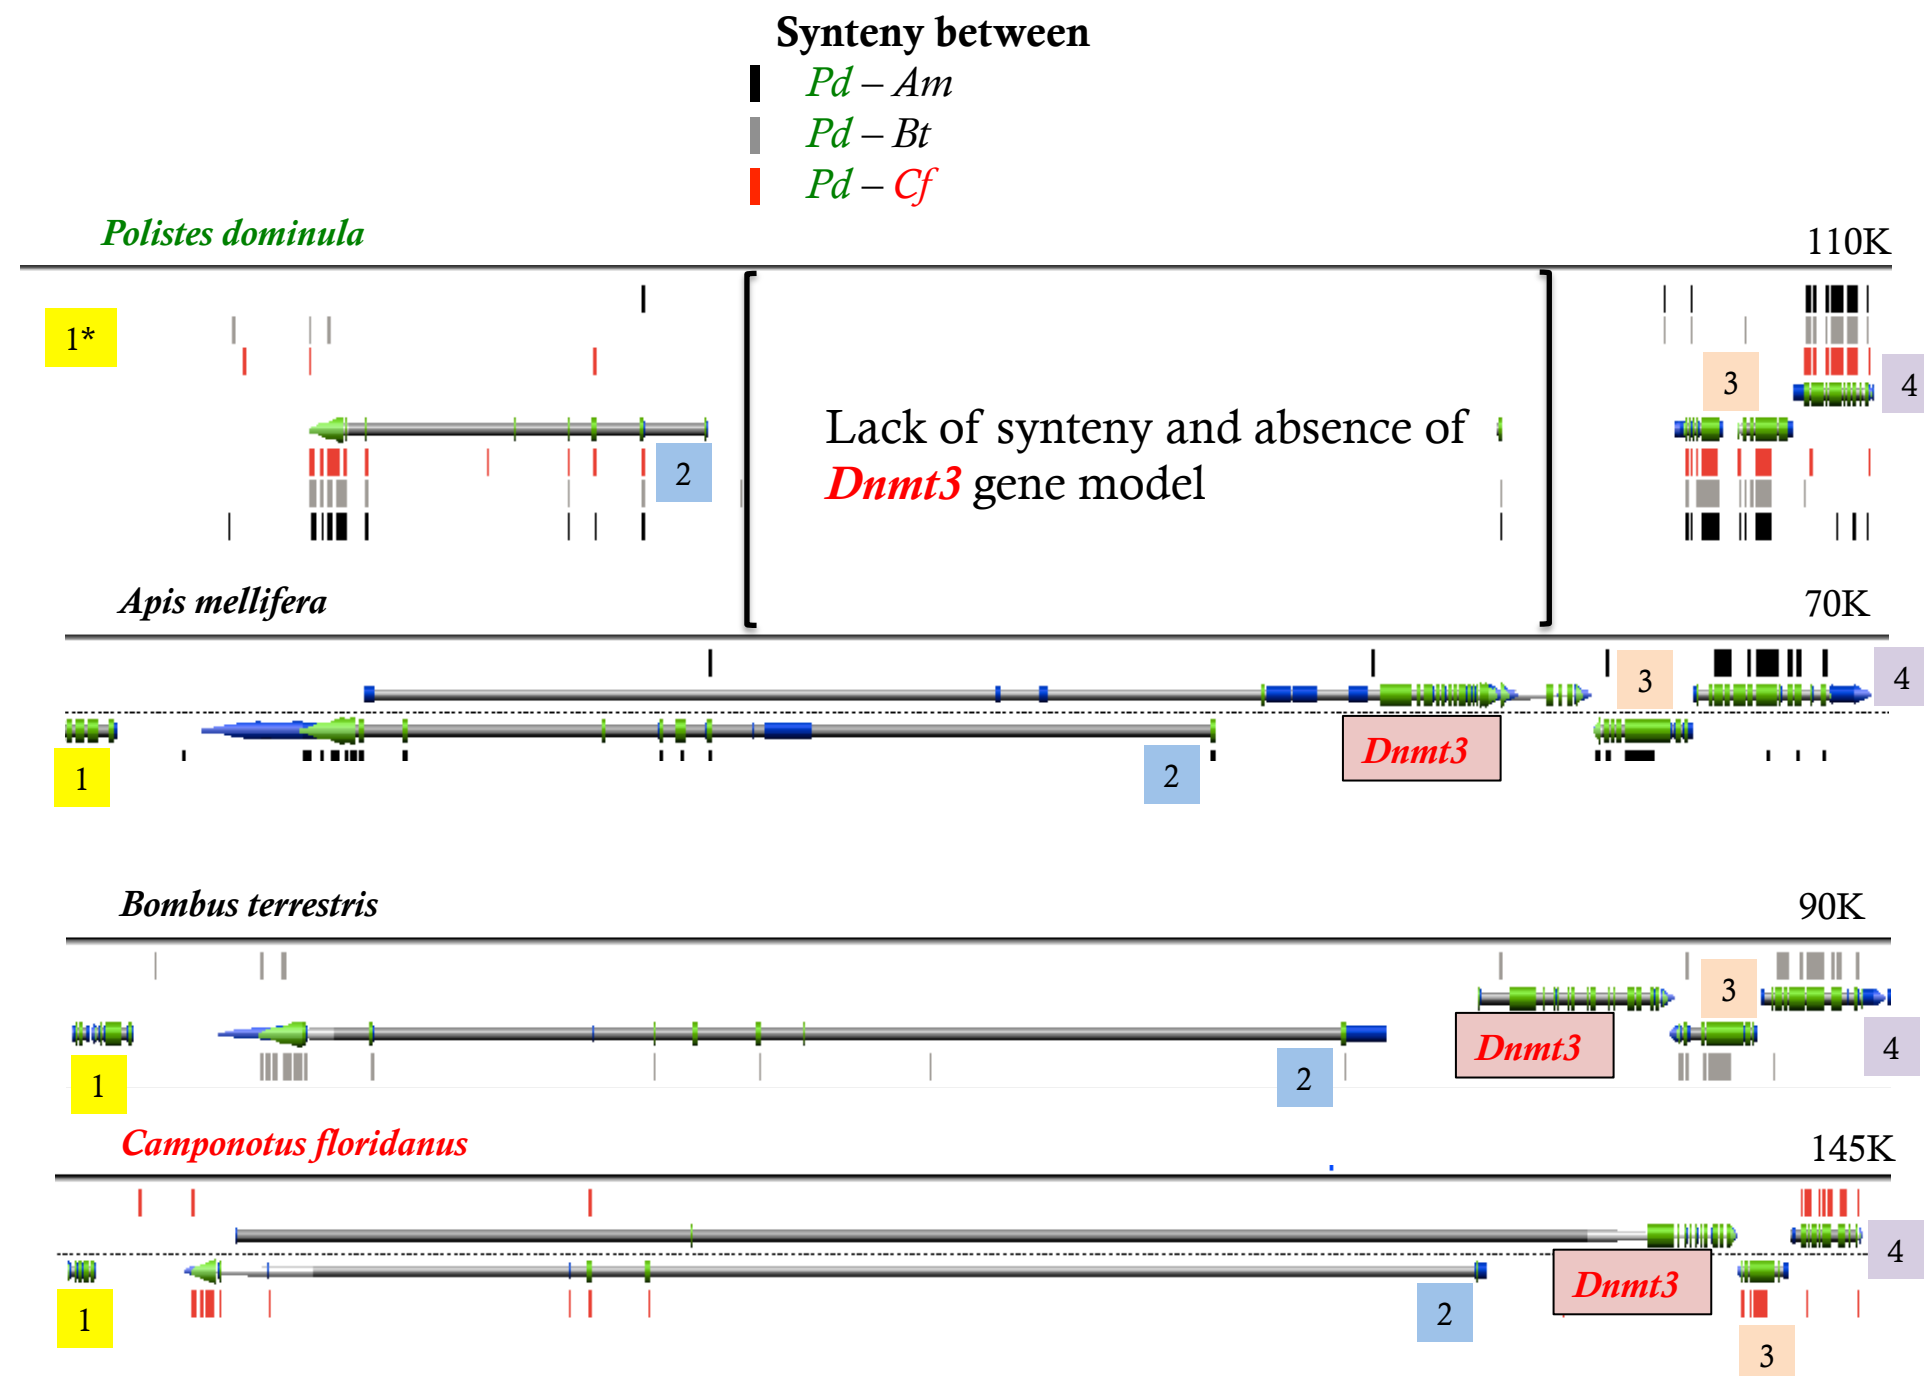 Synteny between
Pd – Am
Pd – Bt
Pd – Cf
Polistes dominula
110K
1*
3
4
2
Lack of synteny and absence of
Dnmt3 gene model
Apis mellifera
70K
3
4
Dnmt3
1
2
Bombus terrestris
90K
3
Dnmt3
4
1
2
Camponotus floridanus
145K
4
Dnmt3
1
2
3